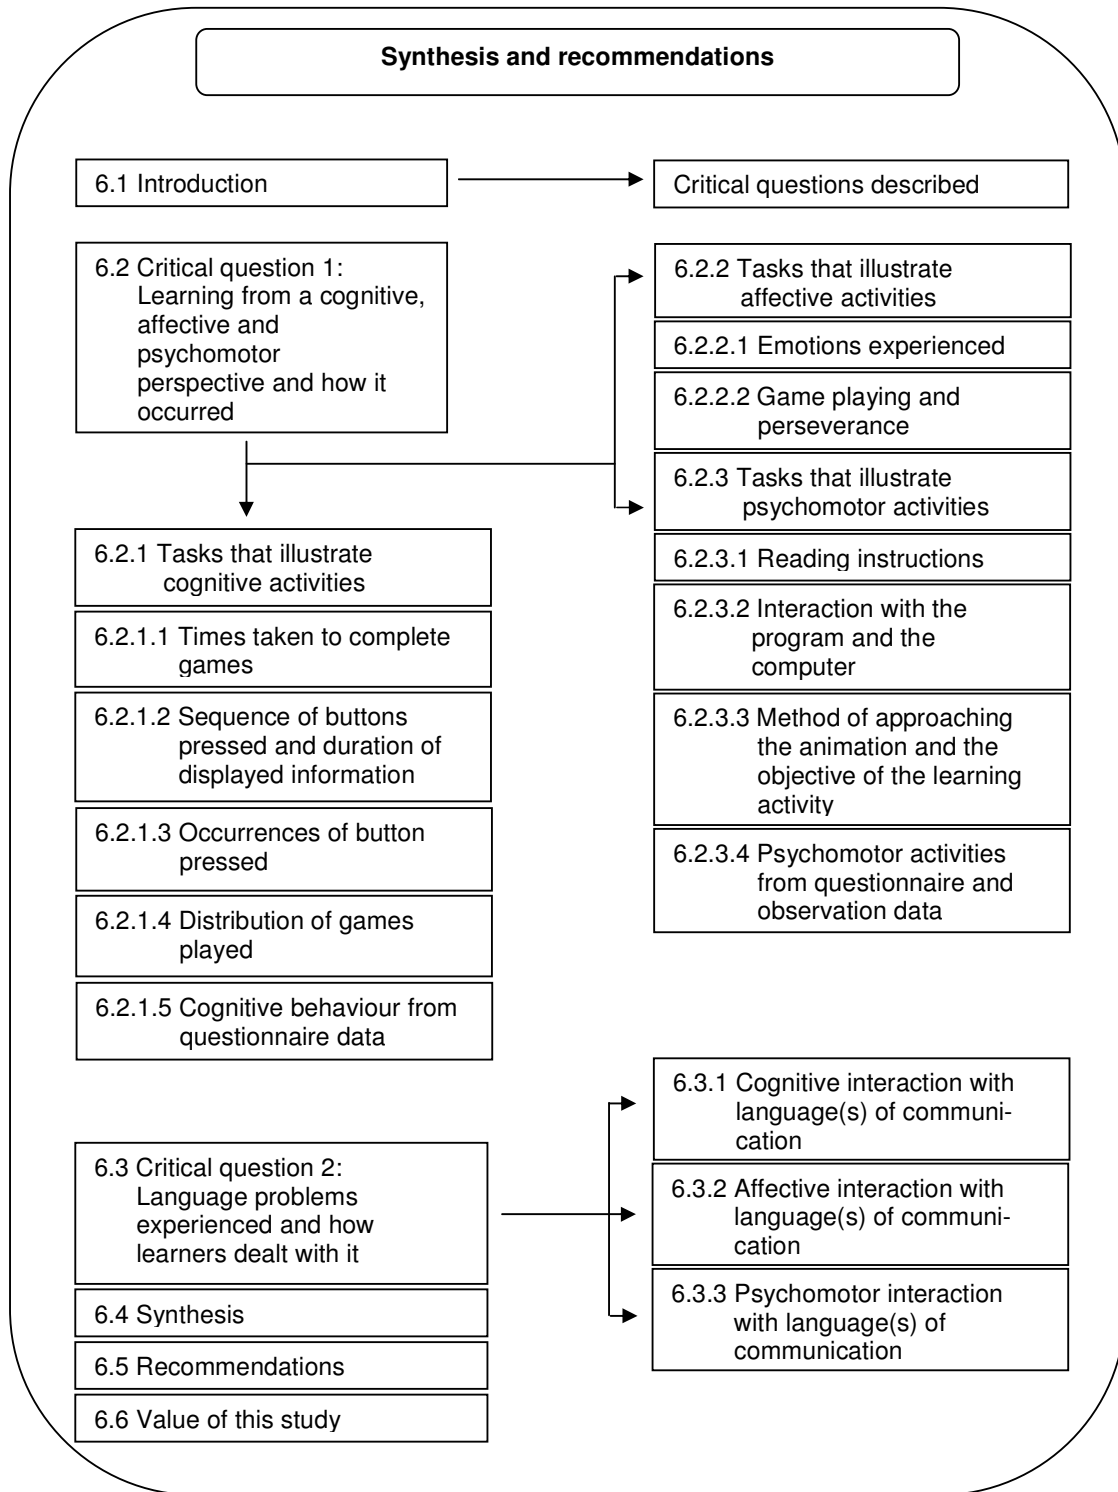 Synthesis and recommendations
6.1 Introduction
Critical questions described
6.2 Critical question 1:
Learning from a cognitive,
affective and
psychomotor
perspective and how it
occurred
6.2.1 Tasks that illustrate
cognitive activities
6.2.1.1 Times taken to complete
games
6.2.1.2 Sequence of buttons
pressed and duration of
displayed information
6.2.1.3 Occurrences of button
pressed
6.2.1.4 Distribution of games
played
6.2.1.5 Cognitive behaviour from
questionnaire data
6.2.2 Tasks that illustrate
affective activities
6.2.2.1 Emotions experienced
6.2.2.2 Game playing and
perseverance
6.2.3 Tasks that illustrate
psychomotor activities
6.2.3.1 Reading instructions
6.2.3.2 Interaction with the
program and the
computer
6.2.3.3 Method of approaching
the animation and the
objective of the learning
activity
6.2.3.4 Psychomotor activities
from questionnaire and
observation data
6.3 Critical question 2:
Language problems
experienced and how
learners dealt with it
6.3.1 Cognitive interaction with
language(s) of communi-
cation
6.3.2 Affective interaction with
language(s) of communi-
cation
6.3.3 Psychomotor interaction
with language(s) of
communication
6.4 Synthesis
6.5 Recommendations
6.6 Value of this study